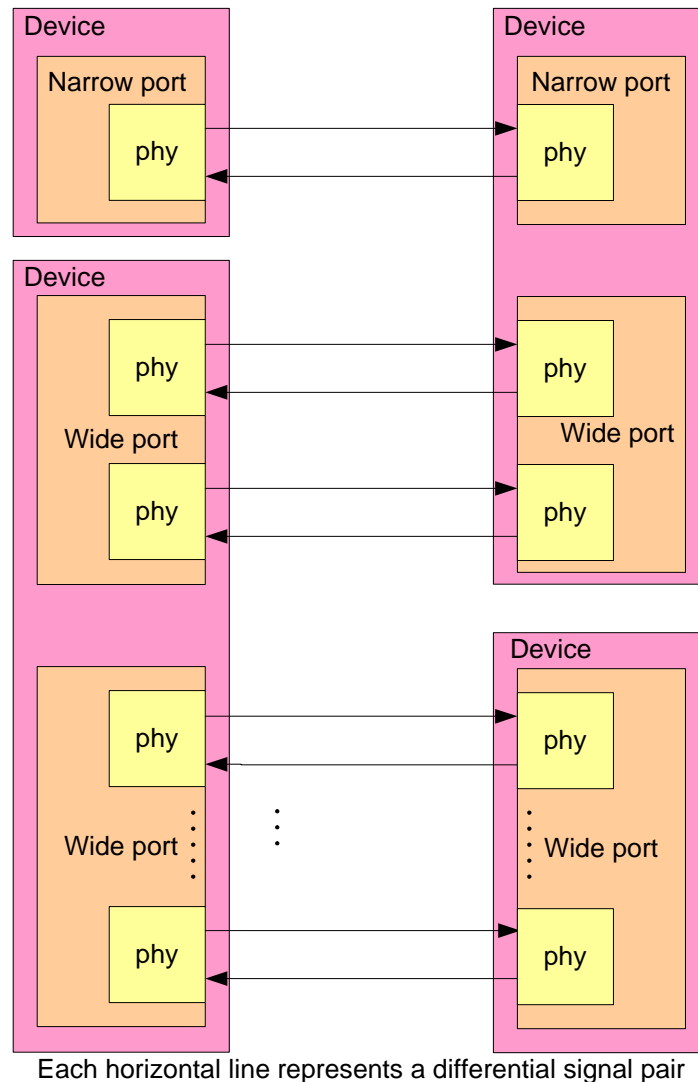 Device
Device
Narrow port
Narrow port
phy
phy
Device
phy
phy
Wide port
Wide port
phy
phy
Device
phy
phy
Wide port
Wide port
phy
phy
Each horizontal line represents a differential signal pair